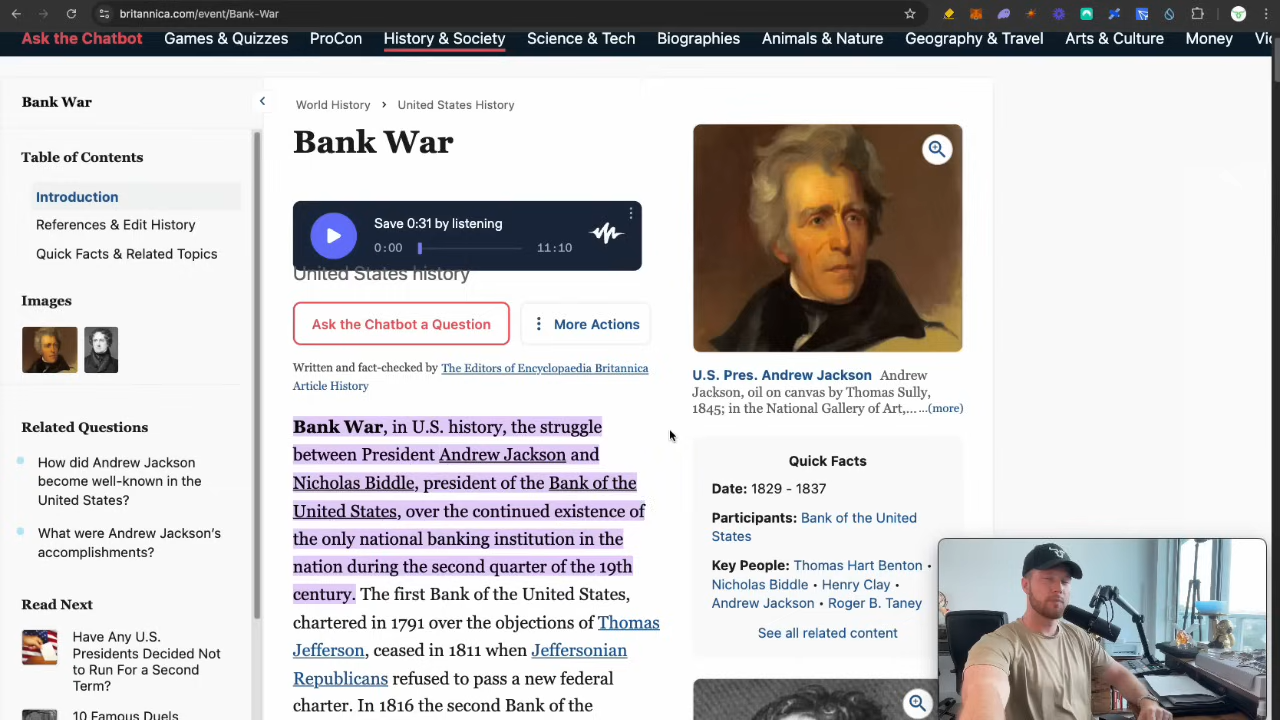 britannica.com/event/Bank-War
Ask the Chatbot
Games & Quizzes
ProCon
History & Society
Science & Tech
Biographies
Animals & Nature
Geography & Travel
Arts & Culture
Money
Bank War
Table of Contents
Introduction
References & Edit History
Quick Facts & Related Topics
Images
Related Questions
How did Andrew Jackson
become well-known in the
United States?
What were Andrew Jackson's
accomplishments?
Read Next
Have Any U.S.
Presidents Decided Not
to Run For a Second
Term?
10 Famous Duels
World History > United States History
Bank War
Save 0:31 by listening
0:00 11:10
United States history
Ask the Chatbot a Question
More Actions
Written and fact-checked by The Editors of Encyclopaedia Britannica
Article History
Bank War, in U.S. history, the struggle
between President Andrew Jackson and
Nicholas Biddle, president of the Bank of the
United States, over the continued existence of
the only national banking institution in the
nation during the second quarter of the 19th
century. The first Bank of the United States,
chartered in 1791 over the objections of Thomas
Jefferson, ceased in 1811 when Jeffersonian
Republicans refused to pass a new federal
charter. In 1816 the second Bank of the
U.S. Pres. Andrew Jackson Andrew
Jackson, oil on canvas by Thomas Sully,
1845; in the National Gallery of Art,... ...(more)
Quick Facts
Date: 1829 - 1837
Participants: Bank of the United
States
Key People: Thomas Hart Benton •
Nicholas Biddle • Henry Clay •
Andrew Jackson • Roger B. Taney
See all related content